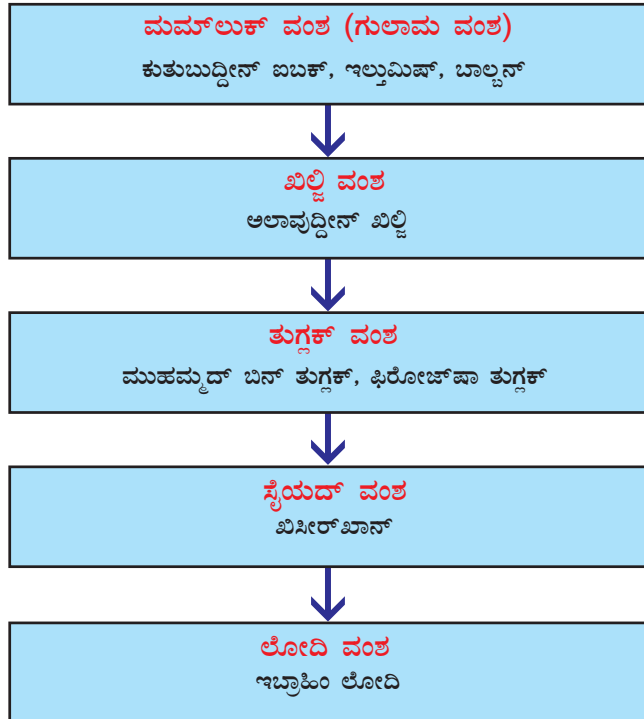 ಮಮ್‌ಲುಕ್ ವಂಶ (ಗುಲಾಮ ವಂಶ)
ಕುತುಬುದ್ದೀನ್ ಐಬಕ್, ಇಲ್ತುಮಿಷ್, ಬಾಲ್ಬನ್
ಖಿಲ್ಜಿ ವಂಶ
ಅಲಾವುದ್ದೀನ್ ಖಿಲ್ಜಿ
ತುಗ್ಲಕ್ ವಂಶ
ಮುಹಮ್ಮದ್ ಬಿನ್ ತುಗ್ಲಕ್, ಫಿರೋಜ್‌ಷಾ ತುಗ್ಲಕ್
ಸೈಯದ್ ವಂಶ
ಖಿಸೀರ್‌ಖಾನ್
ಲೋದಿ ವಂಶ
ಇಬ್ರಾಹಿಂ ಲೋದಿ